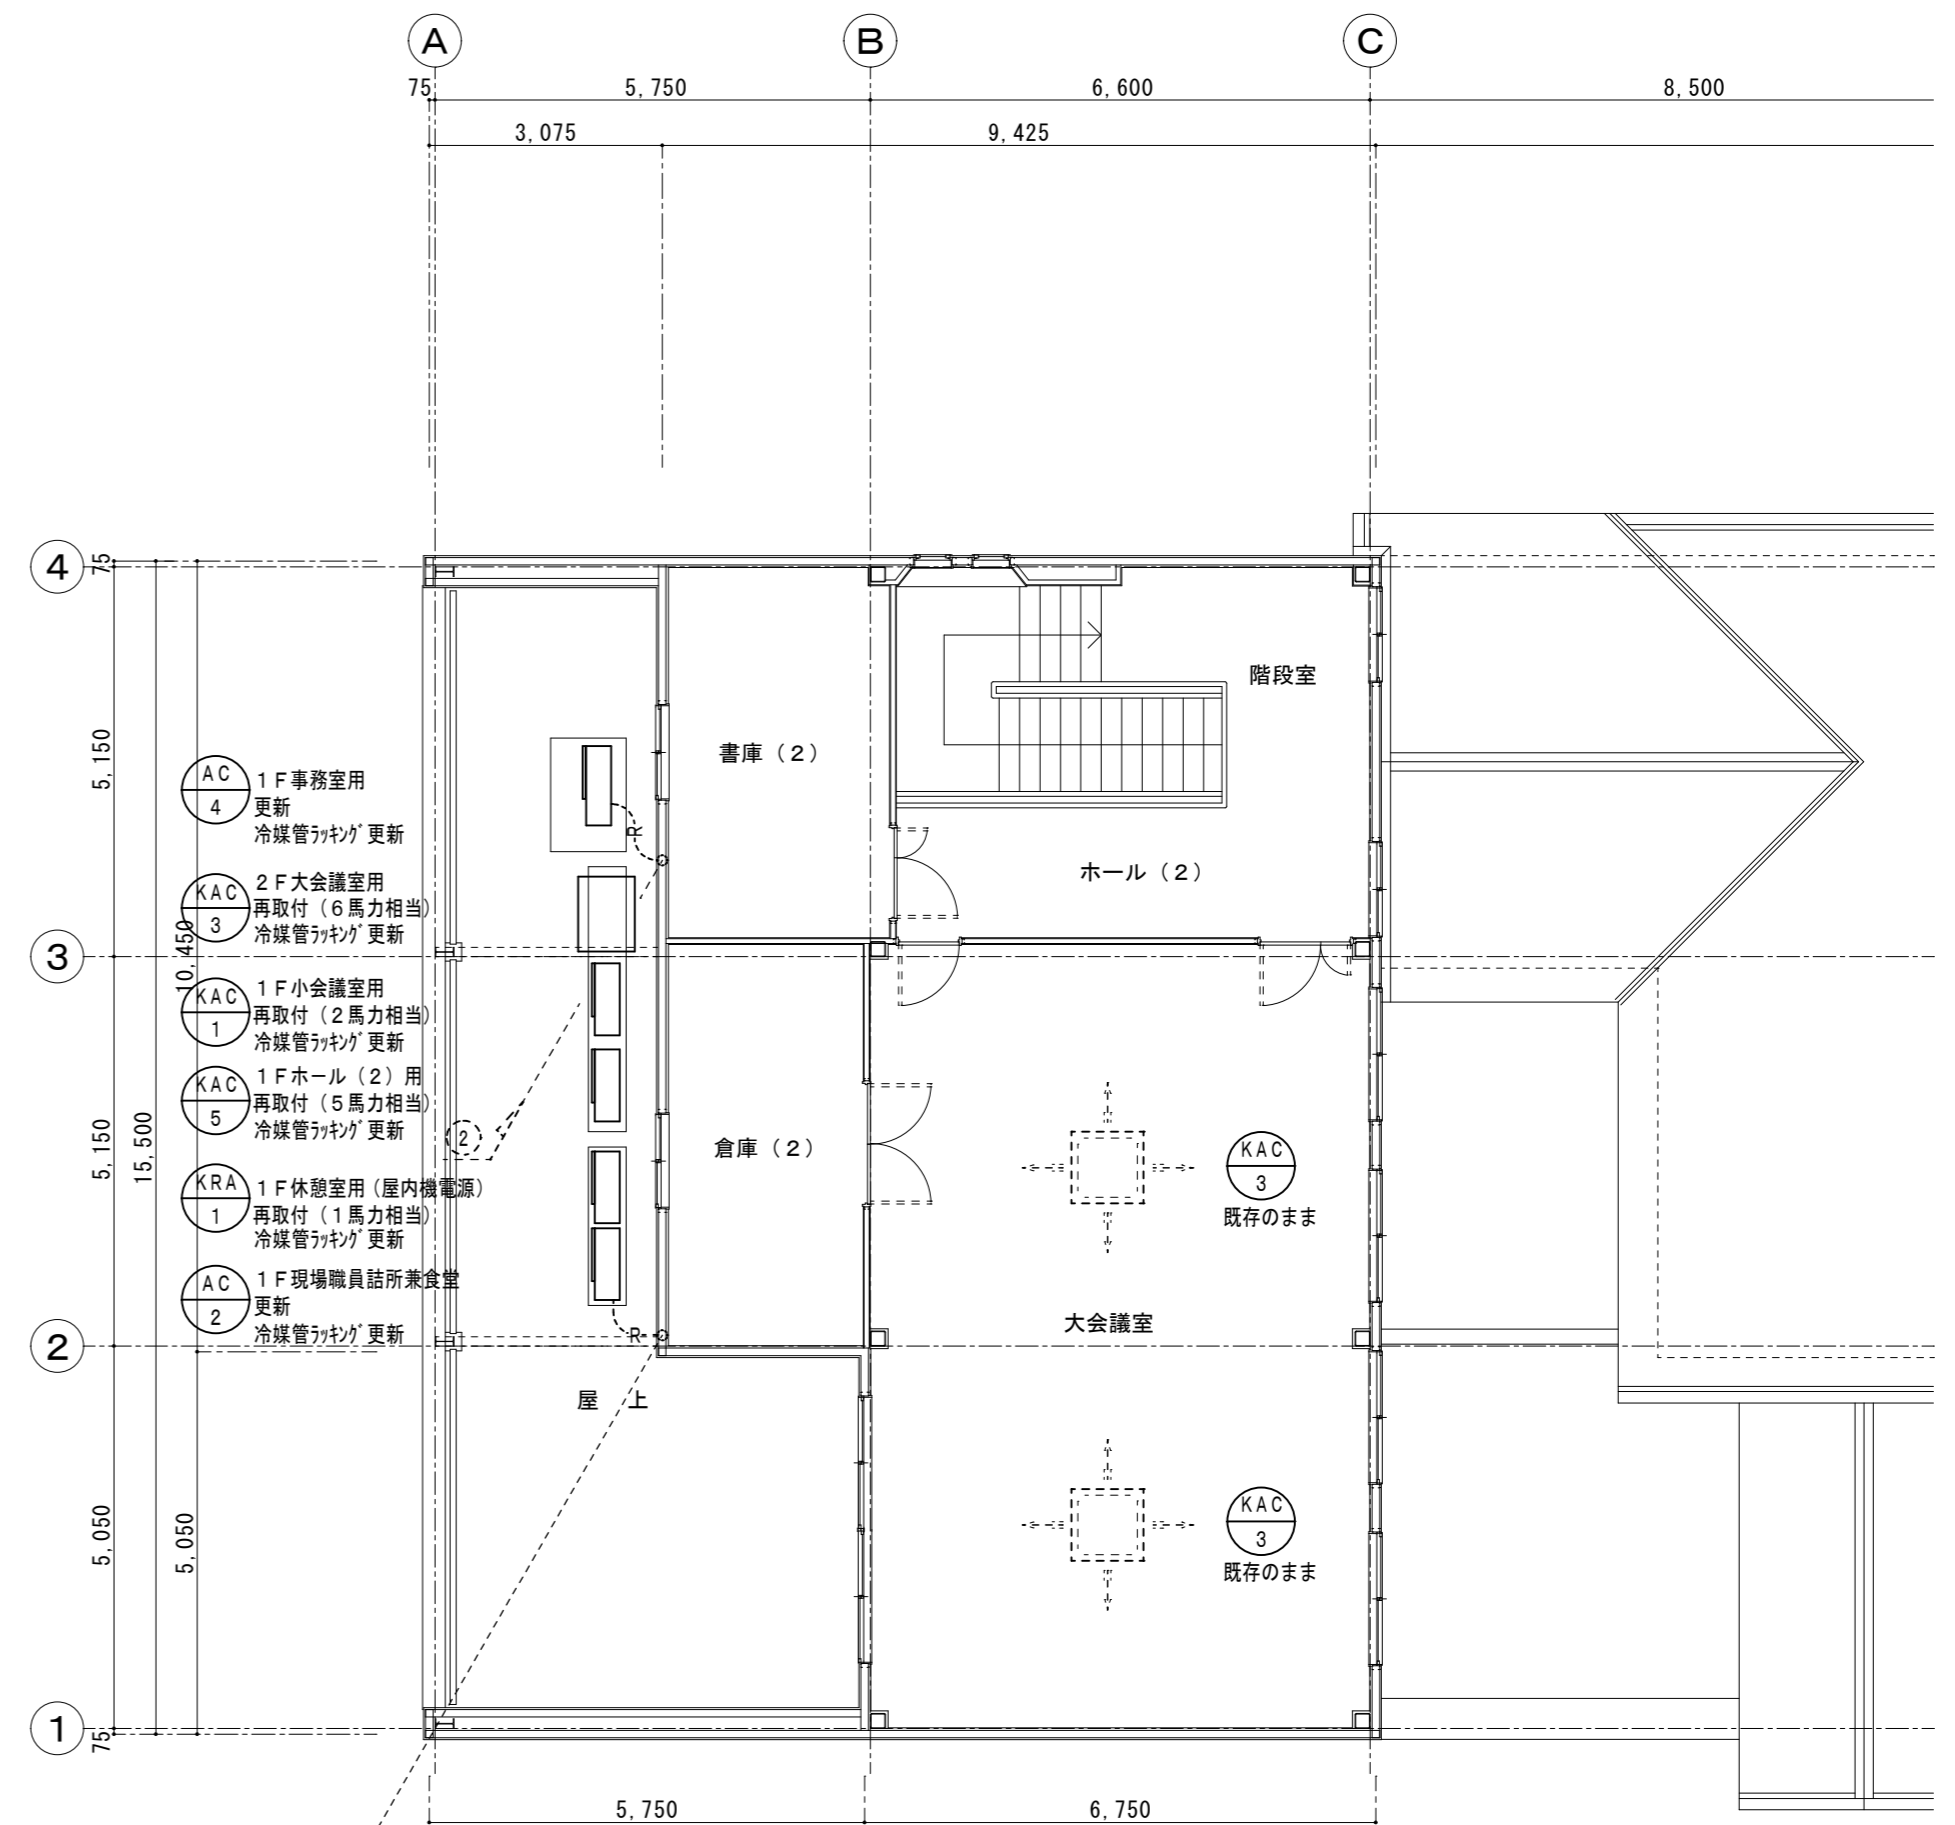 A
B
C
75
5,750
6,600
8,500
3,075
9,425
4
75
階段室
5,150
書庫（2）
AC
4
1F事務室用
更新
冷媒管ﾗｯｷﾝｸﾞ更新
R
ホール（2）
KAC
3
2F大会議室用
再取付（6馬力相当）
冷媒管ﾗｯｷﾝｸﾞ更新
10,450
3
KAC
1
1F小会議室用
再取付（2馬力相当）
冷媒管ﾗｯｷﾝｸﾞ更新
KAC
5
1Fホール（2）用
再取付（5馬力相当）
冷媒管ﾗｯｷﾝｸﾞ更新
2
5,150
15,500
倉庫（2）
KAC
3
既存のまま
KRA
1
1F休憩室用（屋内機電源）
再取付（1馬力相当）
冷媒管ﾗｯｷﾝｸﾞ更新
AC
2
1F現場職員詰所兼食堂
更新
冷媒管ﾗｯｷﾝｸﾞ更新
R
大会議室
2
屋　上
5,050
5,050
KAC
3
既存のまま
1
75
5,750
6,750